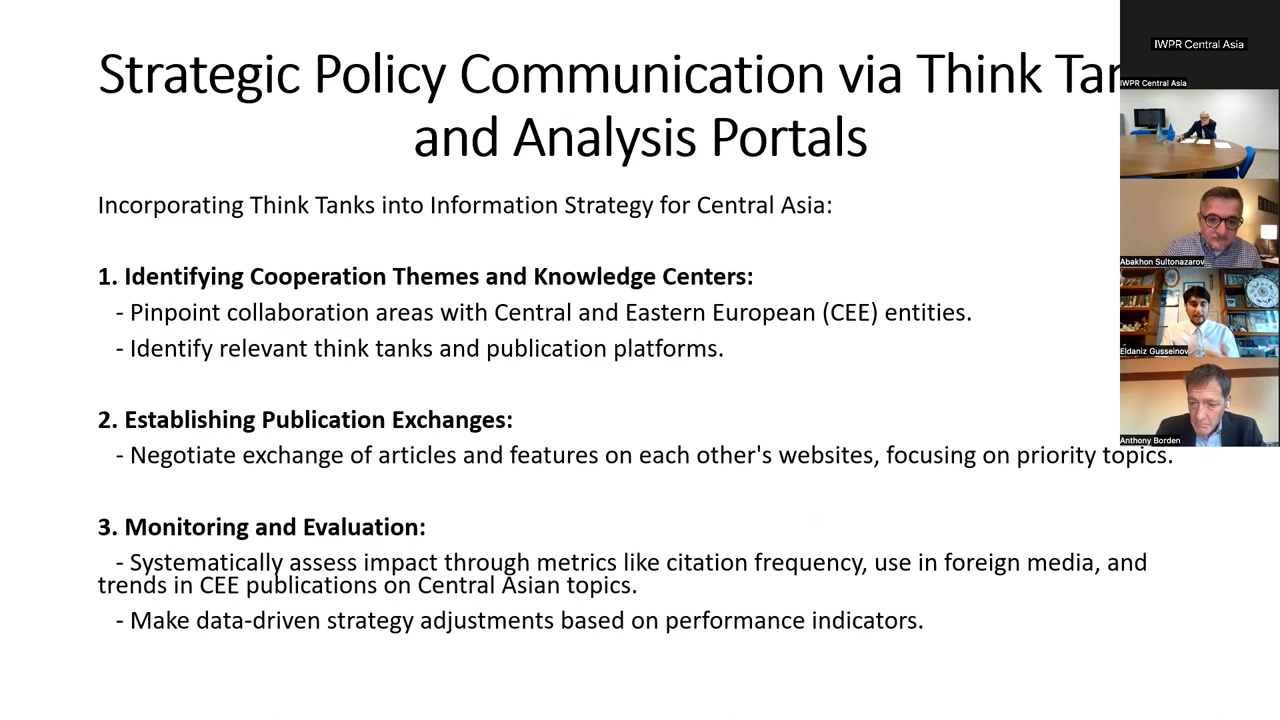 Strategic Policy Communication via Think Tan
and Analysis Portals
Incorporating Think Tanks into Information Strategy for Central Asia:
1. Identifying Cooperation Themes and Knowledge Centers:
- Pinpoint collaboration areas with Central and Eastern European (CEE) entities.
- Identify relevant think tanks and publication platforms.
2. Establishing Publication Exchanges:
- Negotiate exchange of articles and features on each other's websites, focusing on priority topics.
3. Monitoring and Evaluation:
- Systematically assess impact through metrics like citation frequency, use in foreign media, and
trends in CEE publications on Central Asian topics.
- Make data-driven strategy adjustments based on performance indicators.
IWPR Central Asia
IWPR Central Asia
Abakhon Sultonazarov
Eldaniz Gusseinov
Anthony Borden